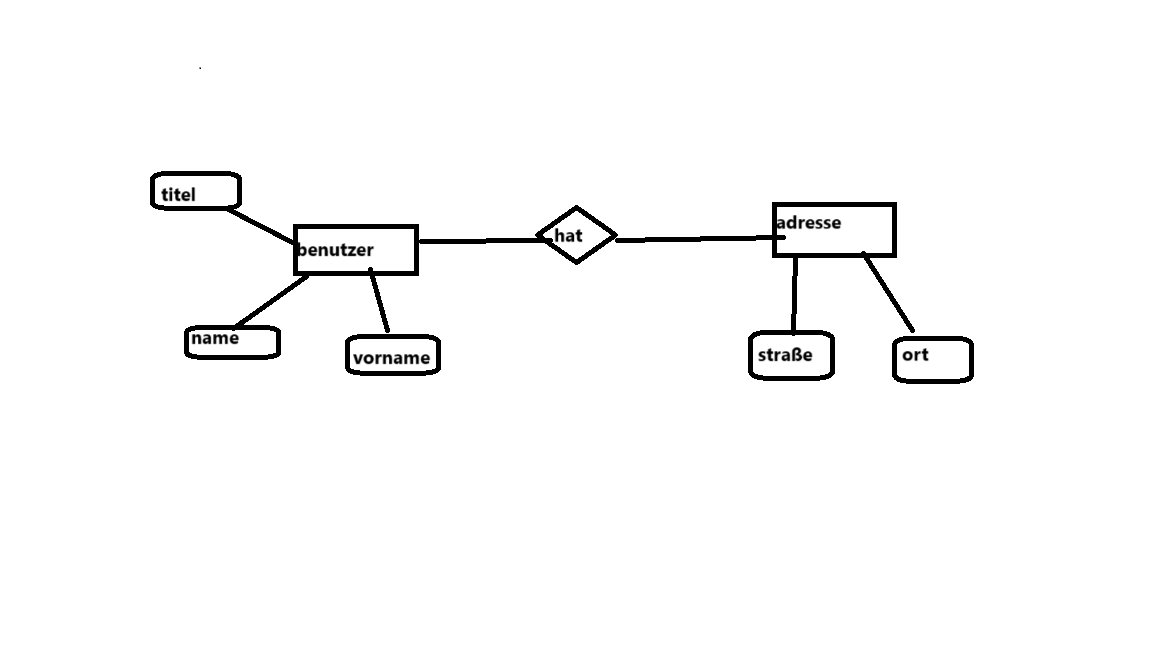 titel
benutzer
hat
adresse
name
vorname
straße
ort